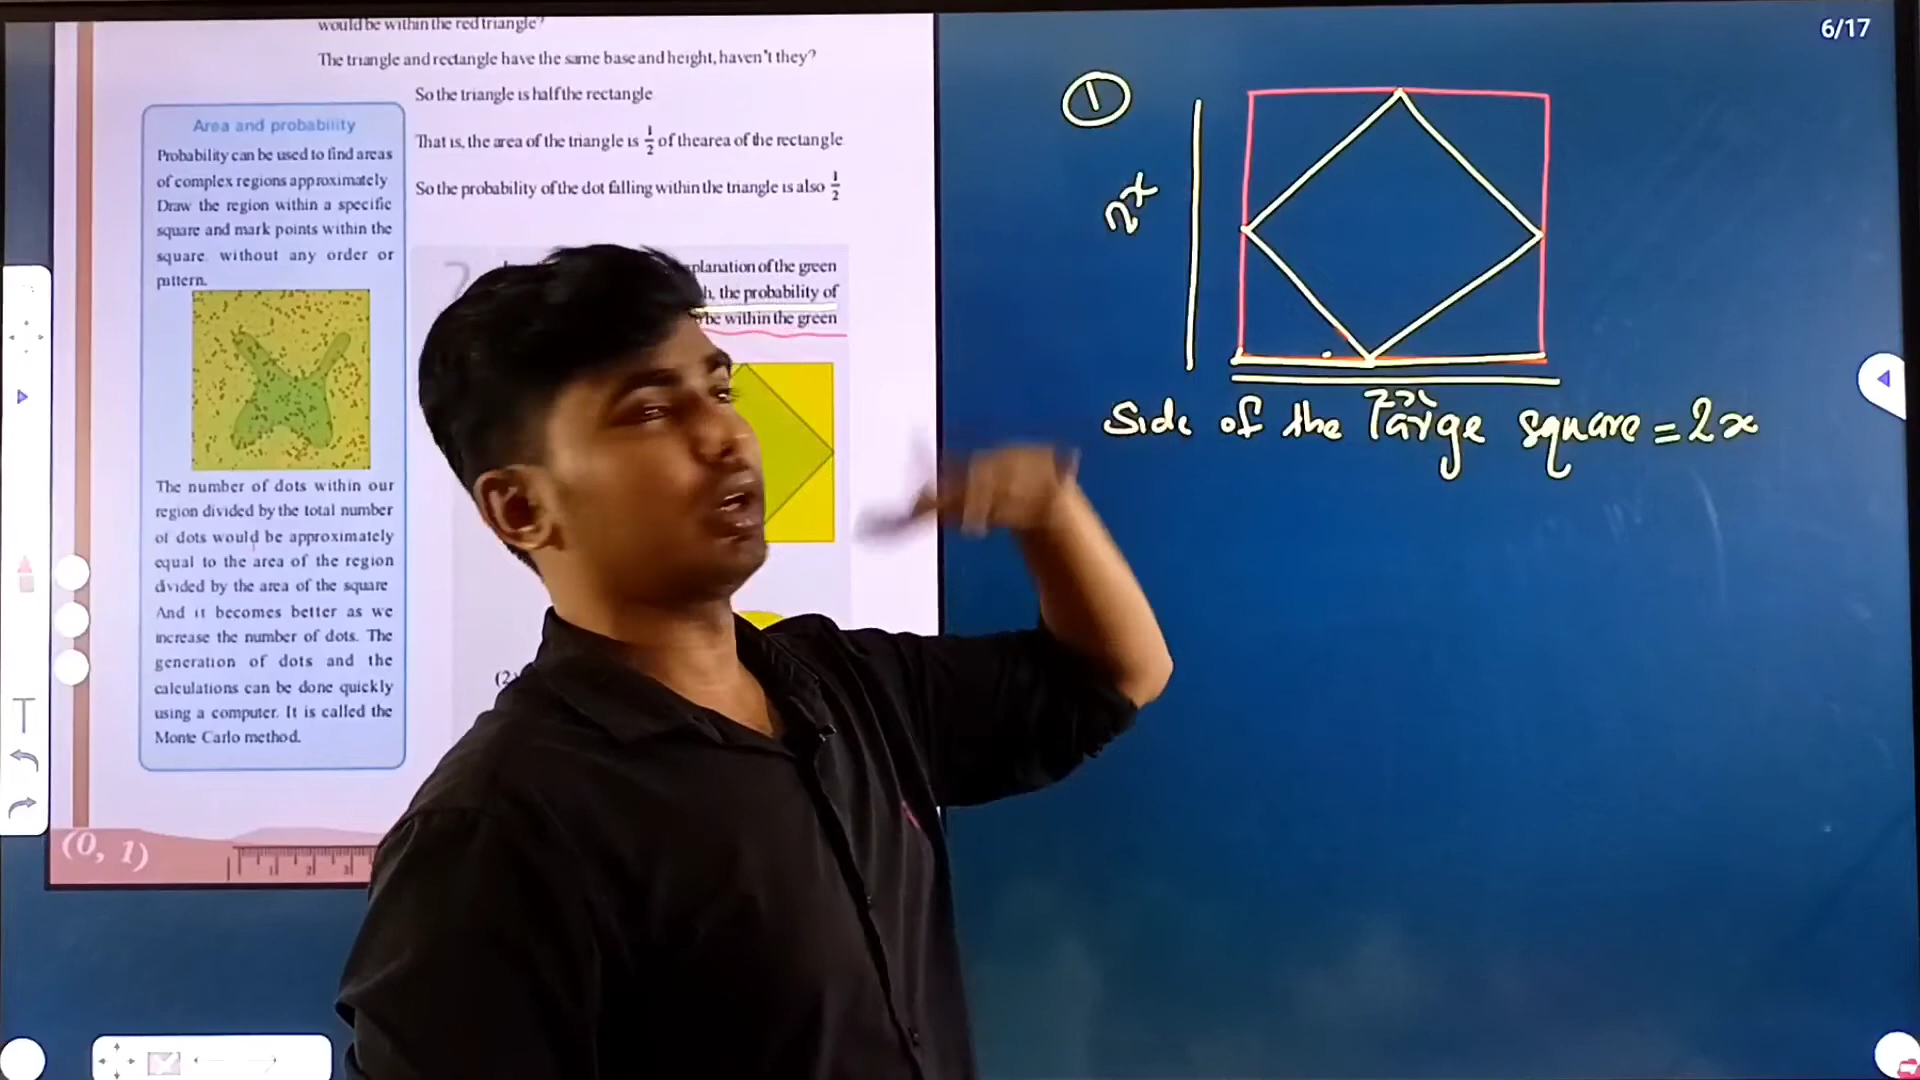 would be within the red triangle?
The triangle and rectangle have the same base and height, haven't they?
So the triangle is half the rectangle
That is, the area of the triangle is 1/2 of thearea of the rectangle
So the probability of the dot falling within the triangle is also 1/2
Area and probability
Probability can be used to find areas
of complex regions approximately
Draw the region within a specific
square and mark points within the
square without any order or
pattern.
The number of dots within our
region divided by the total number
of dots would be approximately
equal to the area of the region
divided by the area of the square
And it becomes better as we
increase the number of dots. The
generation of dots and the
calculations can be done quickly
using a computer. It is called the
Monte Carlo method.
planation of the green
h, the probability of
be within the green
(2
(0, 1)
1 2 3
T
6/17
1
2x
2x
Side of the large square = 2x